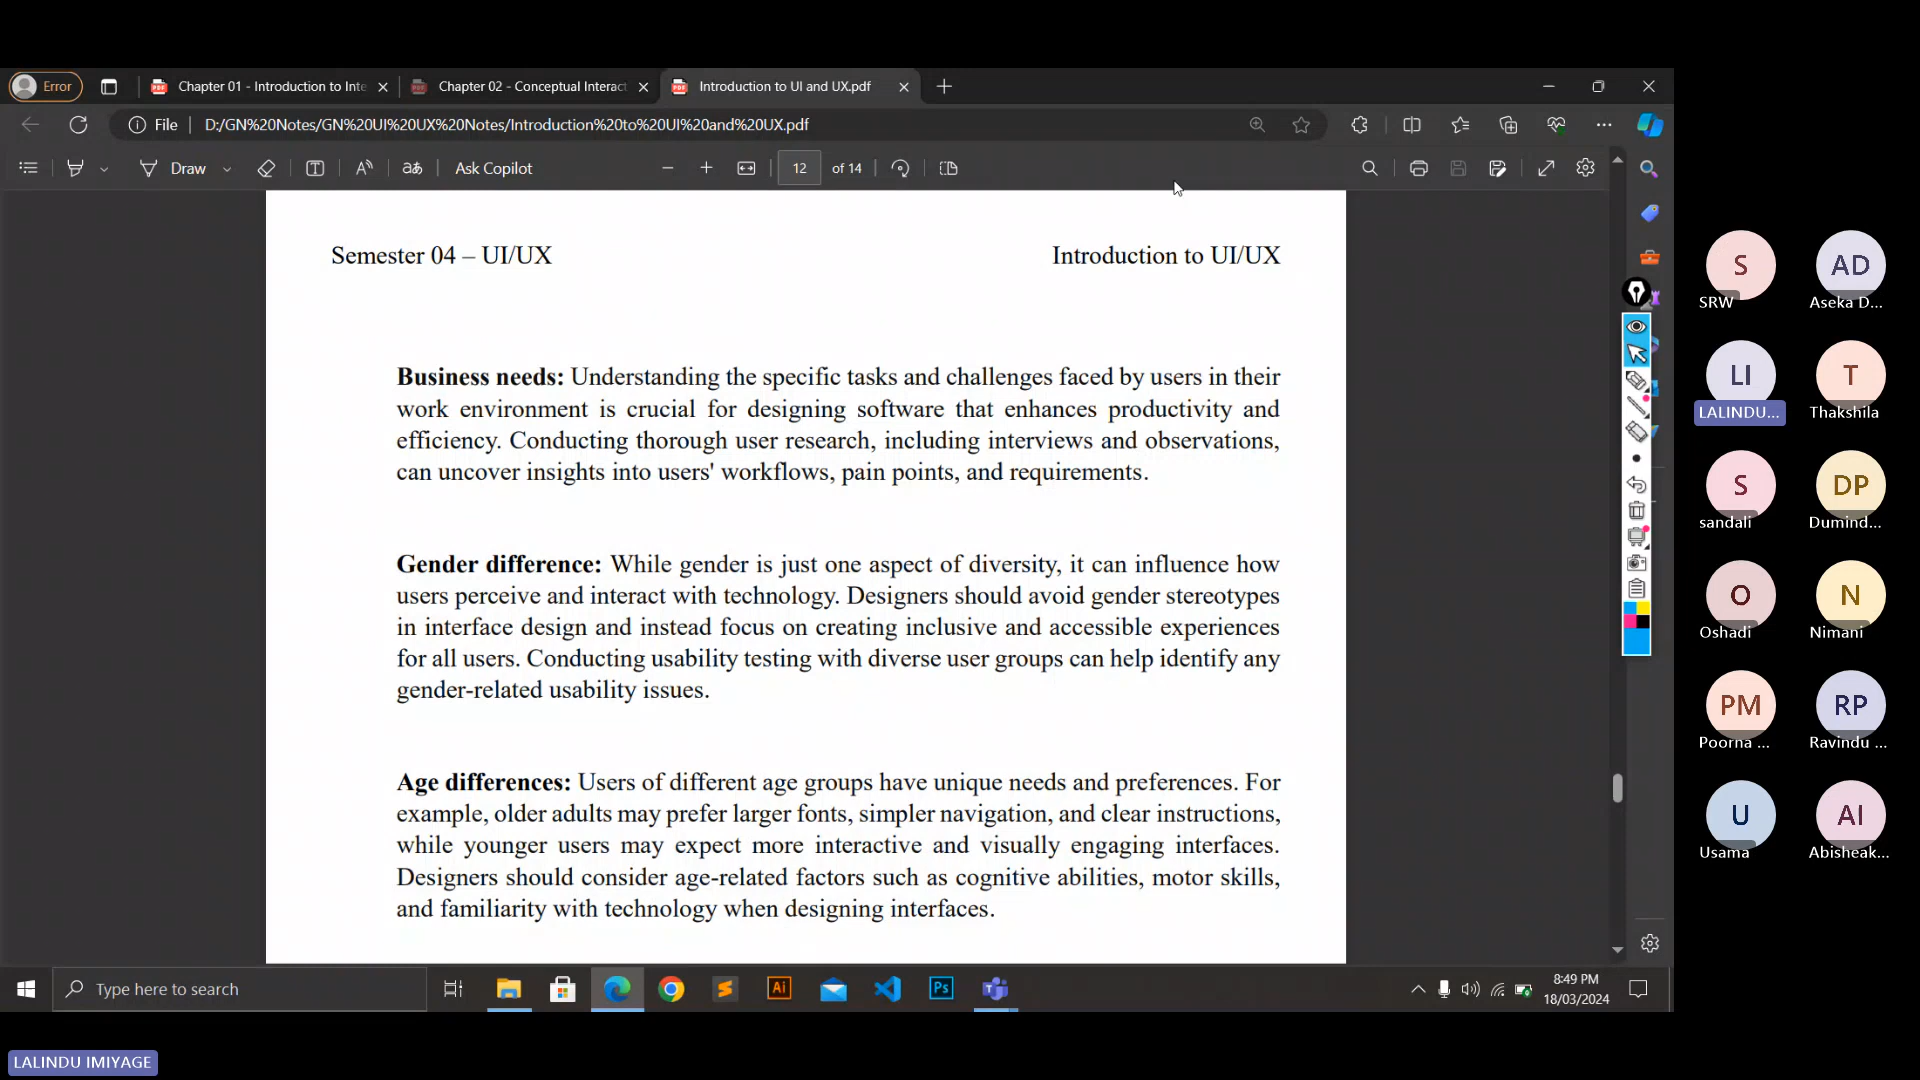 Error
Chapter 01 - Introduction to Inte
Chapter 02 - Conceptual Interact
Introduction to UI and UX.pdf
File
D:/GN%20Notes/GN%20UI%20UX%20Notes/Introduction%20to%20UI%20and%20UX.pdf
Draw
Ask Copilot
12
of 14
Semester 04 – UI/UX
Introduction to UI/UX
Business needs: Understanding the specific tasks and challenges faced by users in their
work environment is crucial for designing software that enhances productivity and
efficiency. Conducting thorough user research, including interviews and observations,
can uncover insights into users' workflows, pain points, and requirements.
Gender difference: While gender is just one aspect of diversity, it can influence how
users perceive and interact with technology. Designers should avoid gender stereotypes
in interface design and instead focus on creating inclusive and accessible experiences
for all users. Conducting usability testing with diverse user groups can help identify any
gender-related usability issues.
Age differences: Users of different age groups have unique needs and preferences. For
example, older adults may prefer larger fonts, simpler navigation, and clear instructions,
while younger users may expect more interactive and visually engaging interfaces.
Designers should consider age-related factors such as cognitive abilities, motor skills,
and familiarity with technology when designing interfaces.
S
SRW
AD
Aseka D...
LI
LALINDU...
T
Thakshila
S
sandali
DP
Dumind...
O
Oshadi
N
Nimani
PM
Poorna ...
RP
Ravindu ...
U
Usama
AI
Abisheak...
Type here to search
Ai
Ps
8:49 PM
18/03/2024
LALINDU IMIYAGE